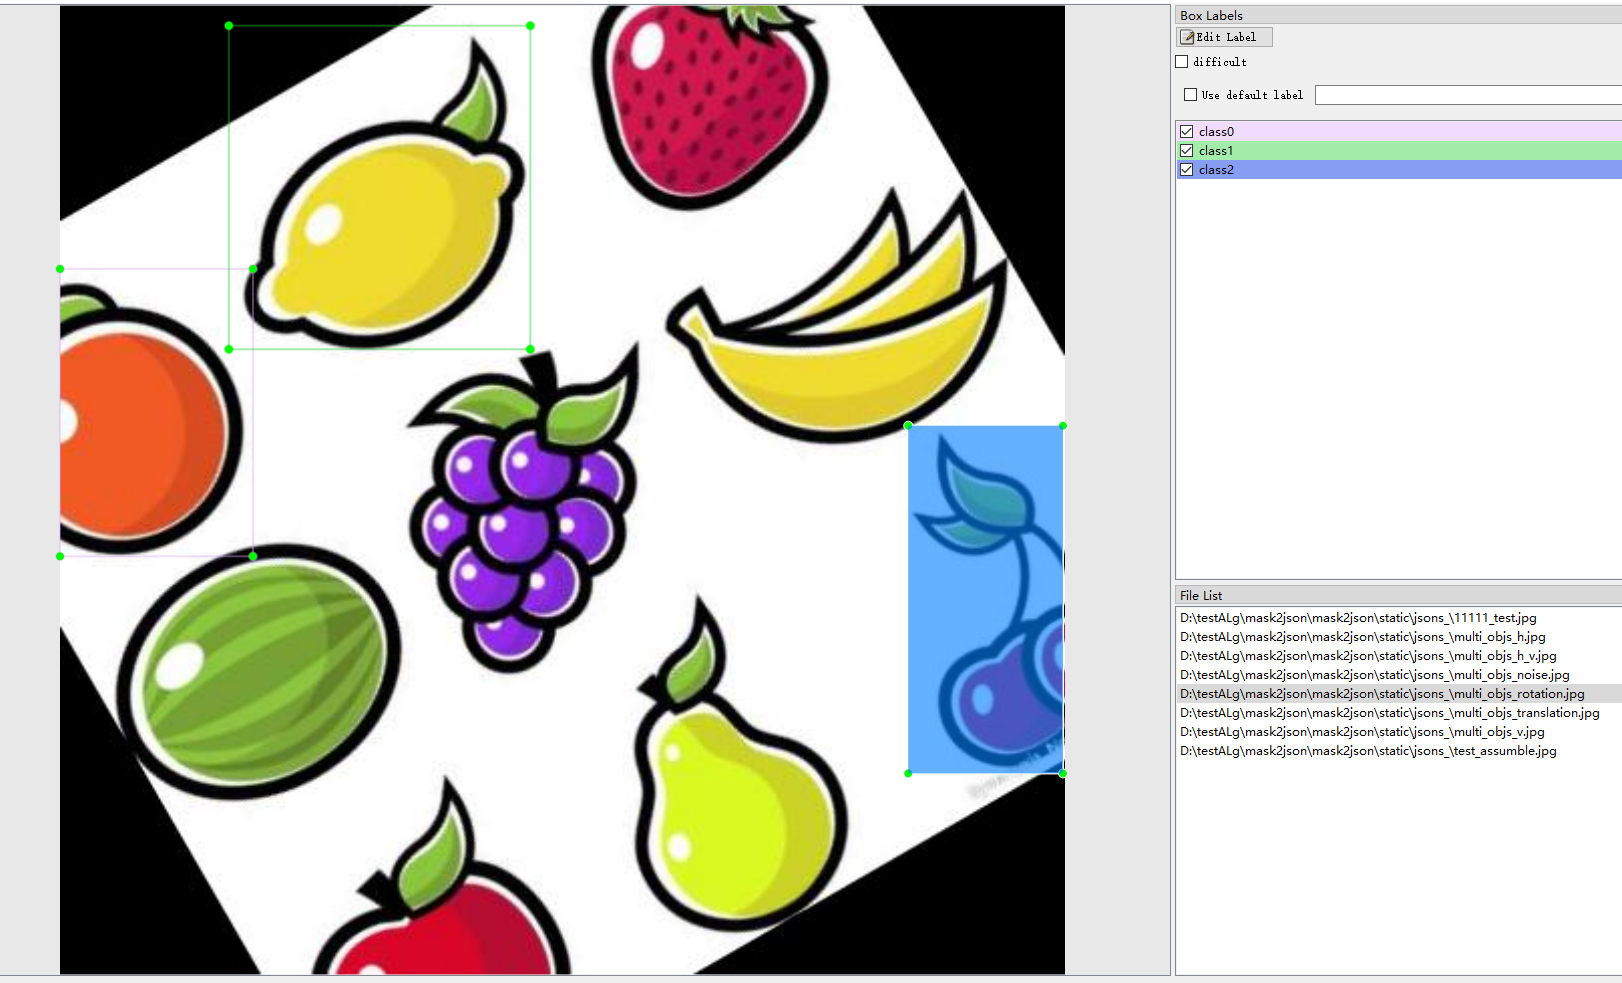 Box Labels
Edit Label
difficult
Use default label
class0
class1
class2
File List
D:\testALg\mask2json\mask2json\static\jsons_\11111_test.jpg
D:\testALg\mask2json\mask2json\static\jsons_\multi_objs_h.jpg
D:\testALg\mask2json\mask2json\static\jsons_\multi_objs_h_v.jpg
D:\testALg\mask2json\mask2json\static\jsons_\multi_objs_noise.jpg
D:\testALg\mask2json\mask2json\static\jsons_\multi_objs_rotation.jpg
D:\testALg\mask2json\mask2json\static\jsons_\multi_objs_translation.jpg
D:\testALg\mask2json\mask2json\static\jsons_\multi_objs_v.jpg
D:\testALg\mask2json\mask2json\static\jsons_\test_assumble.jpg